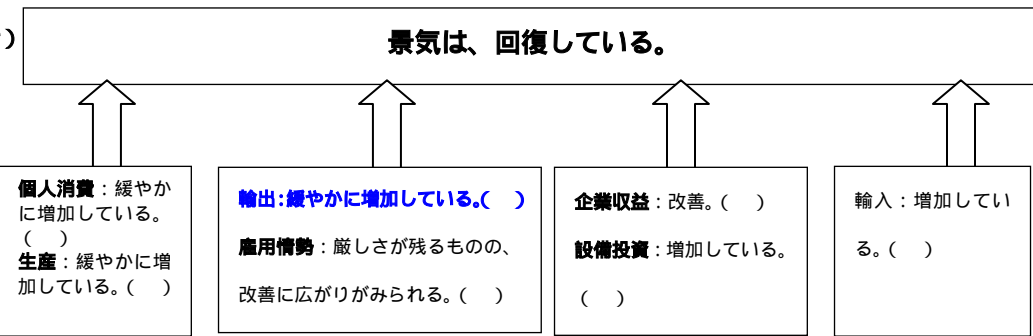 ）
景気は、回復している。
個人消費：緩やか
に増加している。
（　）
生産：緩やかに増
加している。（　）
輸出：緩やかに増加している。（　）
雇用情勢：厳しさが残るものの、
改善に広がりがみられる。（　）
企業収益：改善。（　）
設備投資：増加している。
（　）
輸入：増加してい
る。（　）